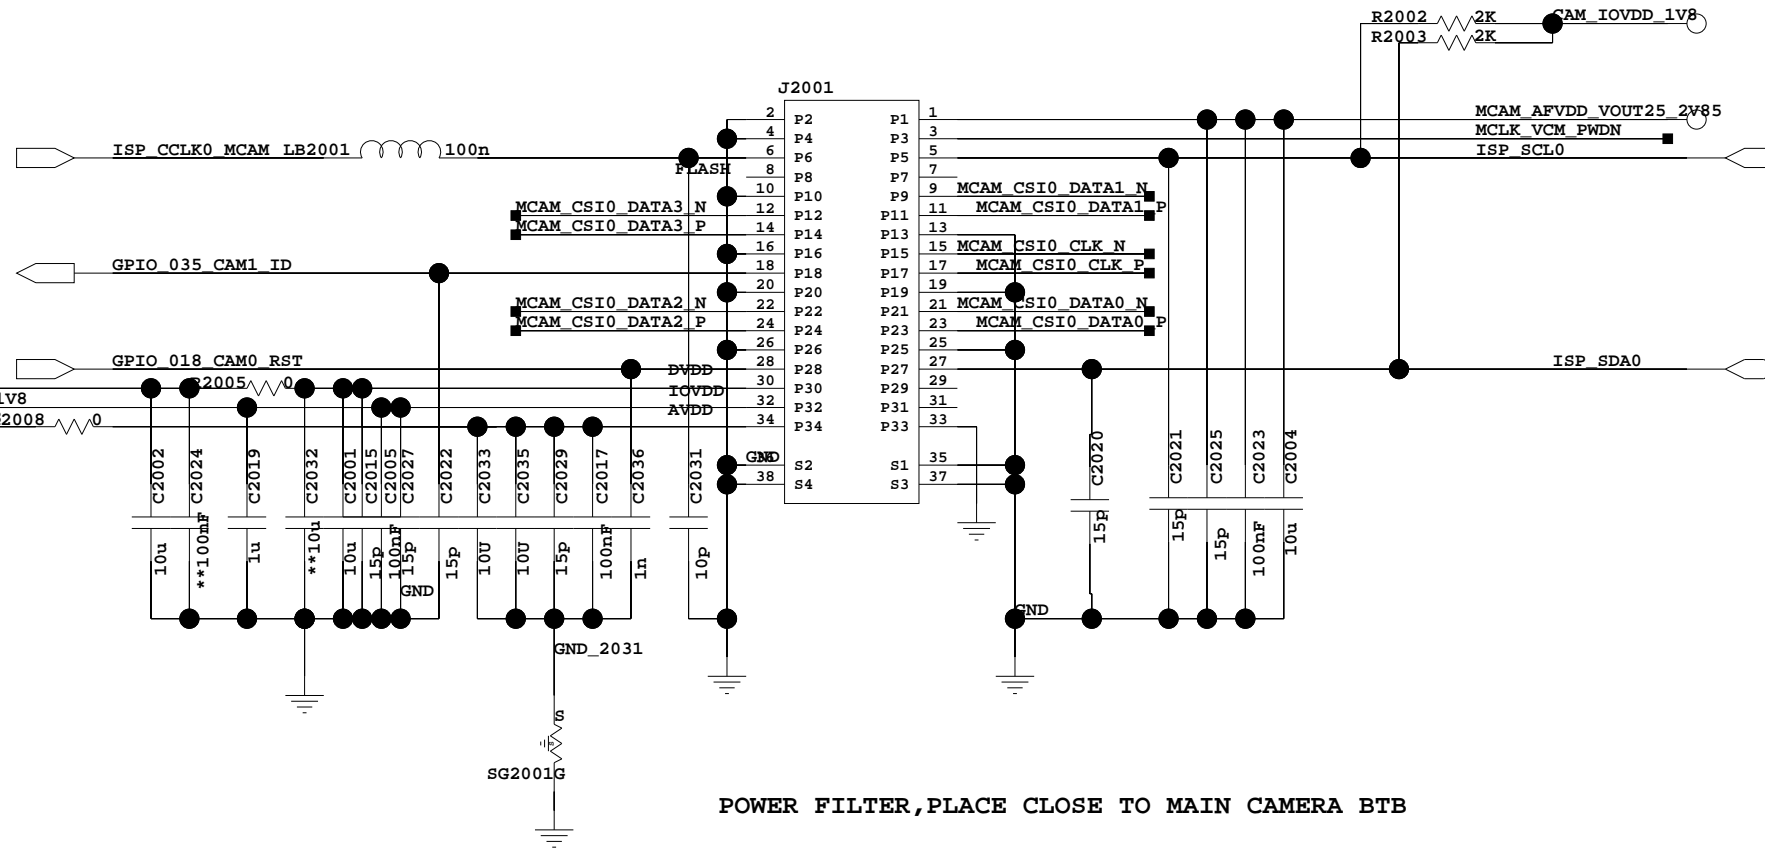 R2002 2K CAM_IOVDD_1V8
R2003 2K
J2001
2 P2 P1 1 MCAM_AFVDD_VOUT25_2V85
4 P4 P3 3 MCLK_VCM_PWDN
ISP_CCLK0_MCAM LB2001 100n 6 P6 P5 5 ISP_SCL0
FLASH 8 P8 P7 7
10 P10 P9 9 MCAM_CSI0_DATA1_N
MCAM_CSI0_DATA3_N 12 P12 P11 11 MCAM_CSI0_DATA1_P
MCAM_CSI0_DATA3_P 14 P14 P13 13
16 P16 P15 15 MCAM_CSI0_CLK_N
GPIO_035_CAM1_ID 18 P18 P17 17 MCAM_CSI0_CLK_P
20 P20 P19 19
MCAM_CSI0_DATA2_N 22 P22 P21 21 MCAM_CSI0_DATA0_N
MCAM_CSI0_DATA2_P 24 P24 P23 23 MCAM_CSI0_DATA0_P
26 P26 P25 25
GPIO_018_CAM0_RST DVDD 28 P28 P27 27 ISP_SDA0
R2005 0 IOVDD 30 P30 P29 29
1V8 AVDD 32 P32 P31 31
2008 0 34 P34 P33 33
GND 36 S2 S1 35
38 S4 S3 37
C2002 C2024 C2019 C2032 C2001 C2015 C2005 C2027 C2022 C2033 C2035 C2029 C2017 C2036 C2031 C2020 C2021 C2025 C2023 C2004
10u **100nF 1u **10u 10u 15p 100nF 15p 15p 10U 10U 15p 100nF 1n 10p 15p 15p 15p 100nF 10u
GND
GND
GND_2031
S
SG2001G
POWER FILTER,PLACE CLOSE TO MAIN CAMERA BTB